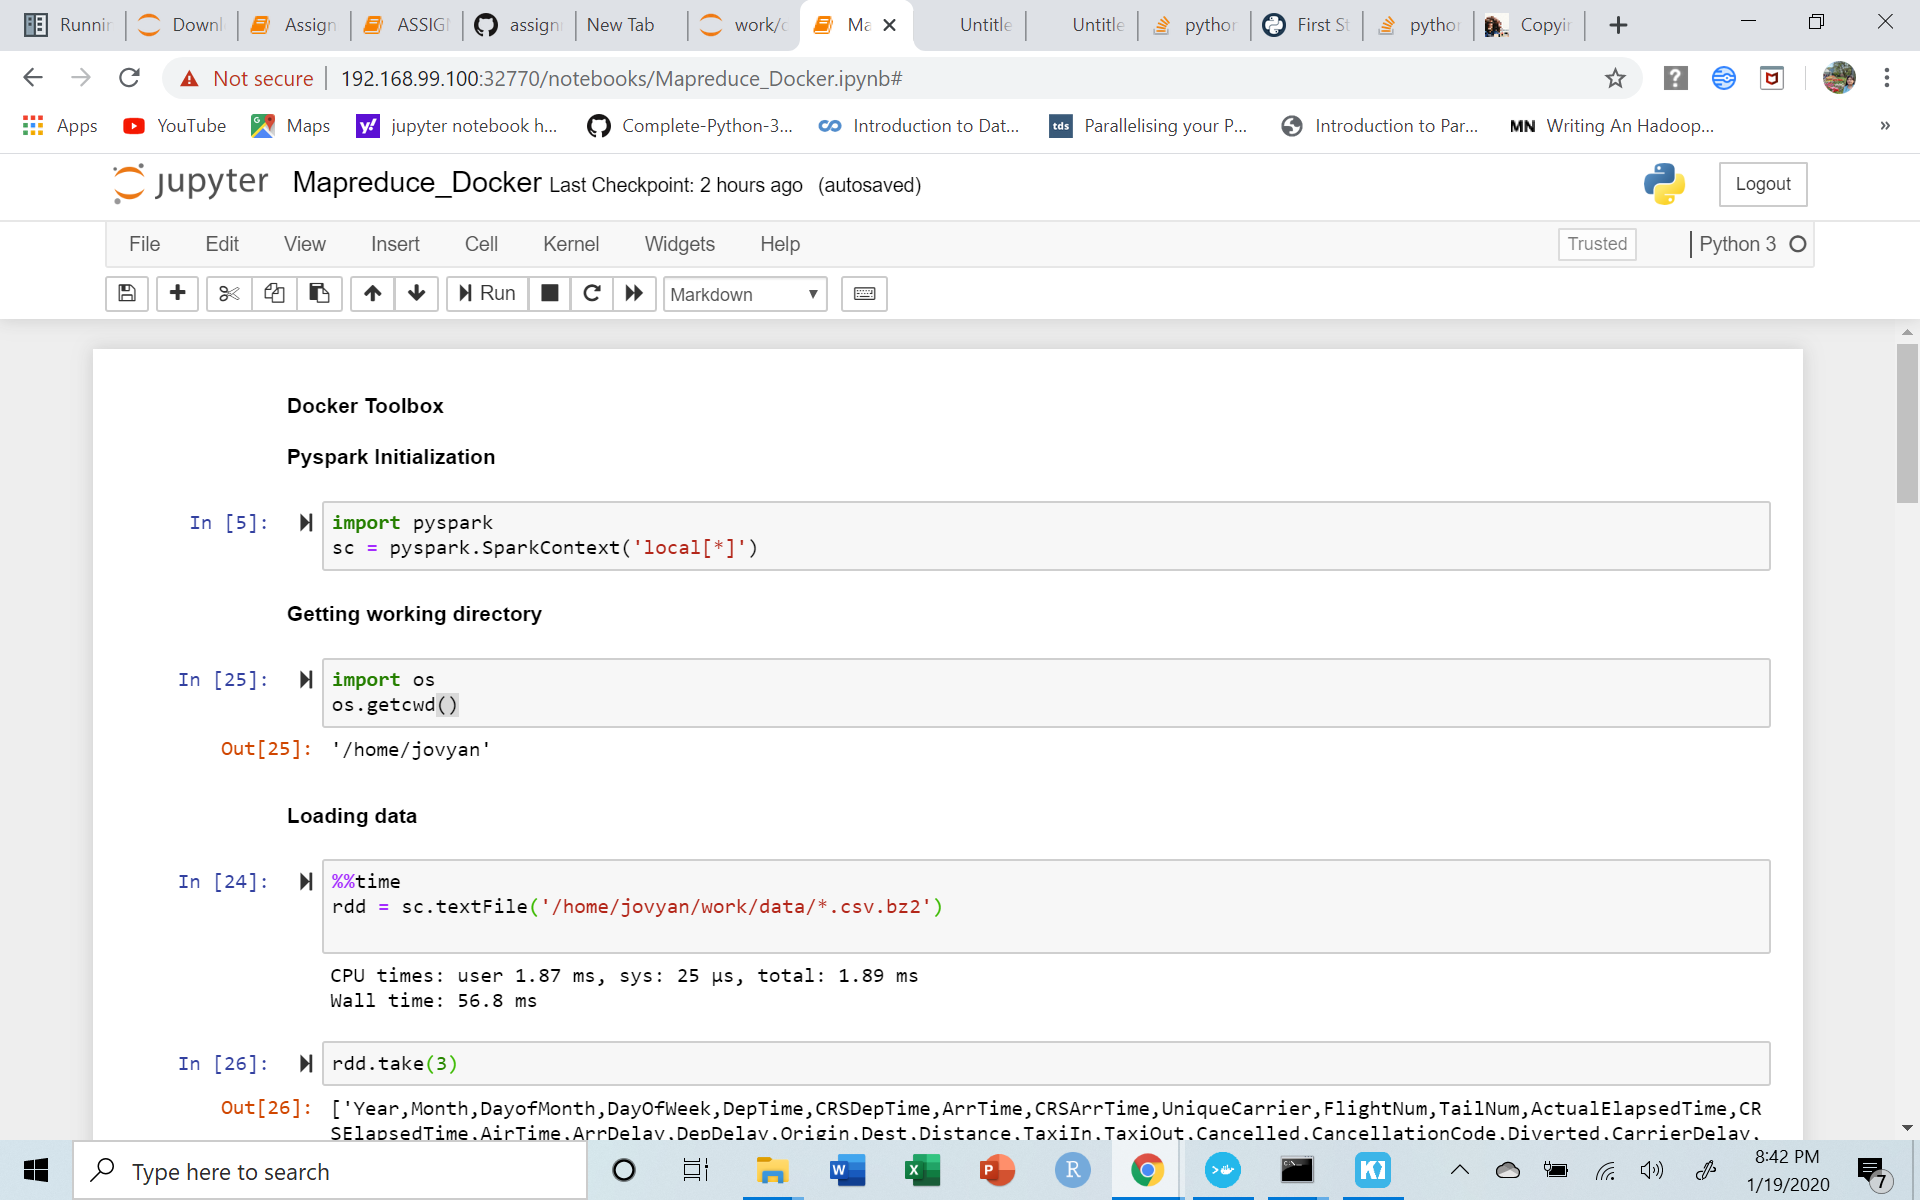 Runnin
Downl
Assign
ASSIG
assignr
New Tab
work/c
Ma
Untitle
Untitle
python
First St
python
Copyin
Not secure
192.168.99.100:32770/notebooks/Mapreduce_Docker.ipynb#
Apps
YouTube
Maps
jupyter notebook h...
Complete-Python-3...
Introduction to Dat...
tds
Parallelising your P...
Introduction to Par...
MN
Writing An Hadoop...
»
jupyter
Mapreduce_Docker Last Checkpoint: 2 hours ago (autosaved)
Logout
File
Edit
View
Insert
Cell
Kernel
Widgets
Help
Trusted
Python 3
Run
Markdown
Docker Toolbox
Pyspark Initialization
In [5]:
import pyspark
sc = pyspark.SparkContext('local[*]')
Getting working directory
In [25]:
import os
os.getcwd()
Out[25]: '/home/jovyan'
Loading data
In [24]:
%%time
rdd = sc.textFile('/home/jovyan/work/data/*.csv.bz2')
CPU times: user 1.87 ms, sys: 25 µs, total: 1.89 ms
Wall time: 56.8 ms
In [26]:
rdd.take(3)
Out[26]: ['Year,Month,DayofMonth,DayOfWeek,DepTime,CRSDepTime,ArrTime,CRSArrTime,UniqueCarrier,FlightNum,TailNum,ActualElapsedTime,CR
SElapsedTime,AirTime,ArrDelay,DepDelay,Origin,Dest,Distance,TaxiIn,TaxiOut,Cancelled,CancellationCode,Diverted,CarrierDelay,
Type here to search
8:42 PM
1/19/2020
7